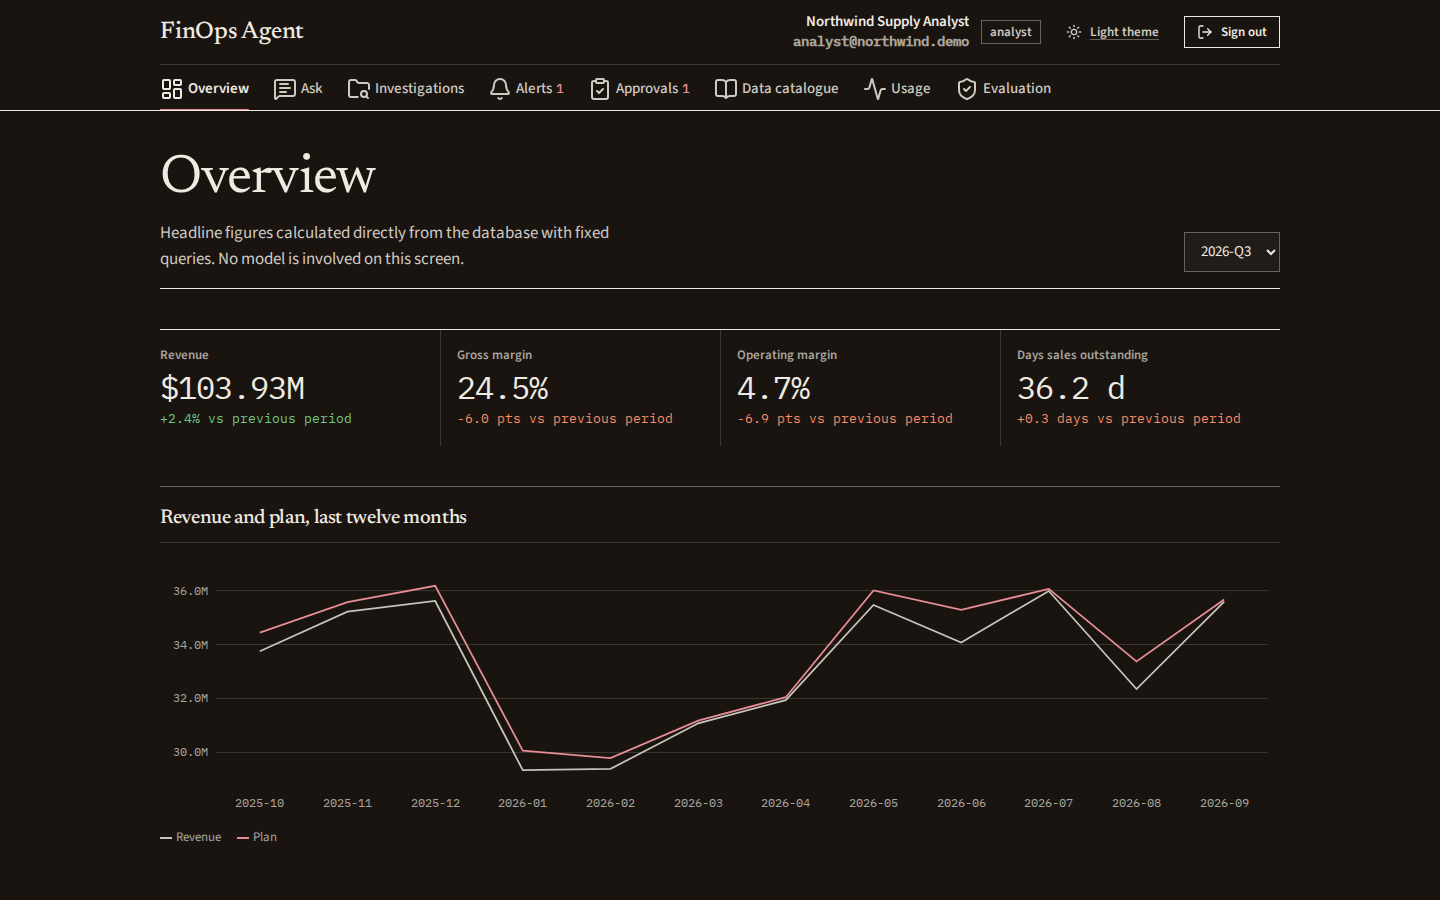 FinOps Agent
Northwind Supply Analyst
analyst@northwind.demo
analyst
Light theme
Sign out
Overview
Ask
Investigations
Alerts 1
Approvals 1
Data catalogue
Usage
Evaluation
Overview
Headline figures calculated directly from the database with fixed
queries. No model is involved on this screen.
2026-Q3
Revenue
$103.93M
+2.4% vs previous period
Gross margin
24.5%
-6.0 pts vs previous period
Operating margin
4.7%
-6.9 pts vs previous period
Days sales outstanding
36.2 d
+0.3 days vs previous period
Revenue and plan, last twelve months
36.0M
34.0M
32.0M
30.0M
2025-10 2025-11 2025-12 2026-01 2026-02 2026-03 2026-04 2026-05 2026-06 2026-07 2026-08 2026-09
Revenue Plan